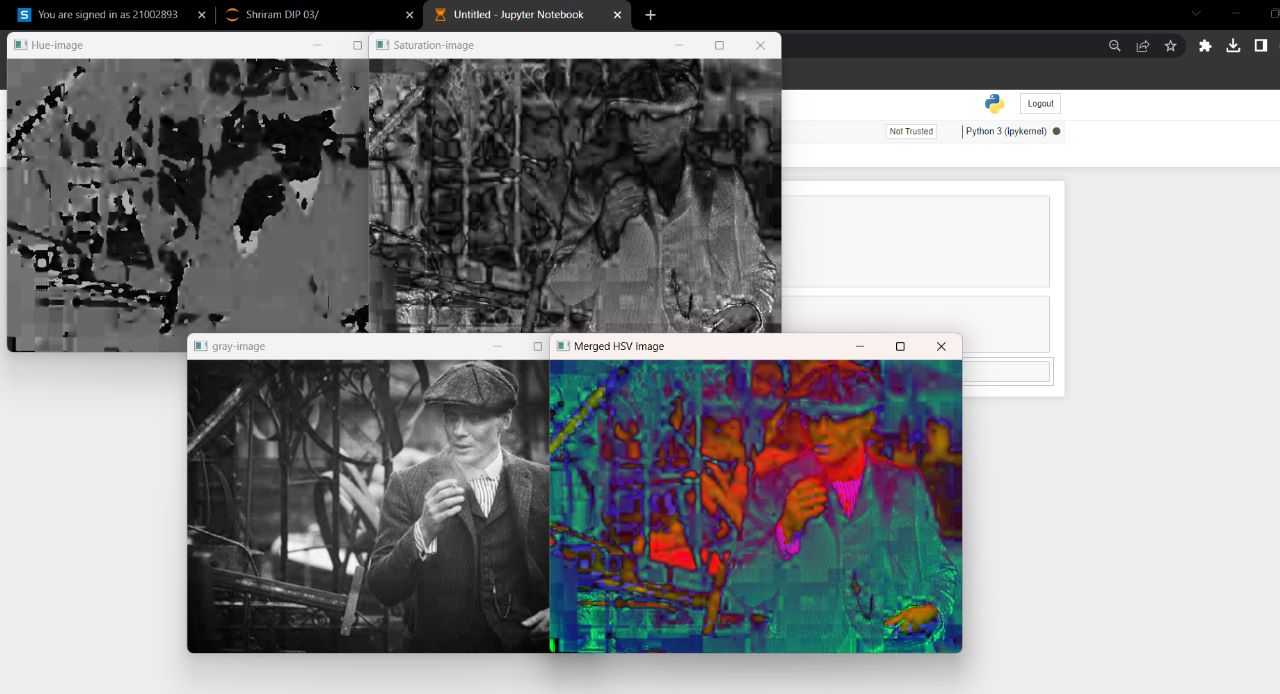 You are signed in as 21002893
Shriram DIP 03/
Untitled - Jupyter Notebook
Hue-image
Saturation-image
Logout
Not Trusted
Python 3 (ipykernel)
gray-image
Merged HSV Image